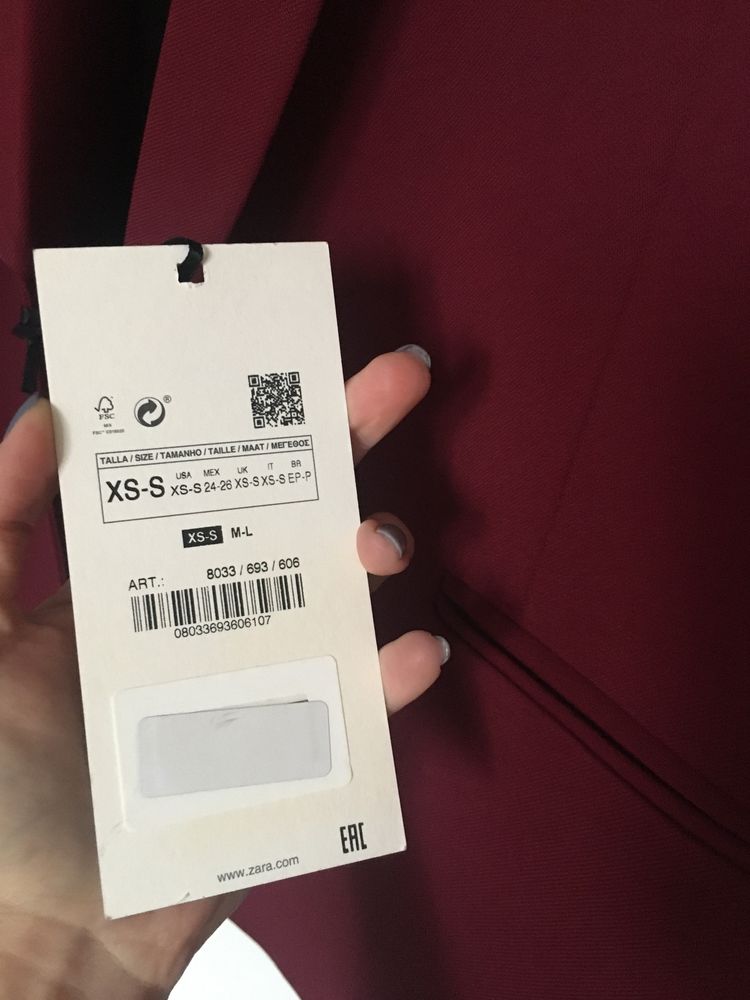 FSC
MIX
®
TALLA / SIZE / TAMANHO / TAILLE / MAAT / ΜΕΓΕΘΟΣ
USA MEX UK IT BR
XS-S XS-S 24-26 XS-S XS-S EP-P
XS-S M-L
ART.: 8033 / 693 / 606
08033693606107
EAC
www.zara.com